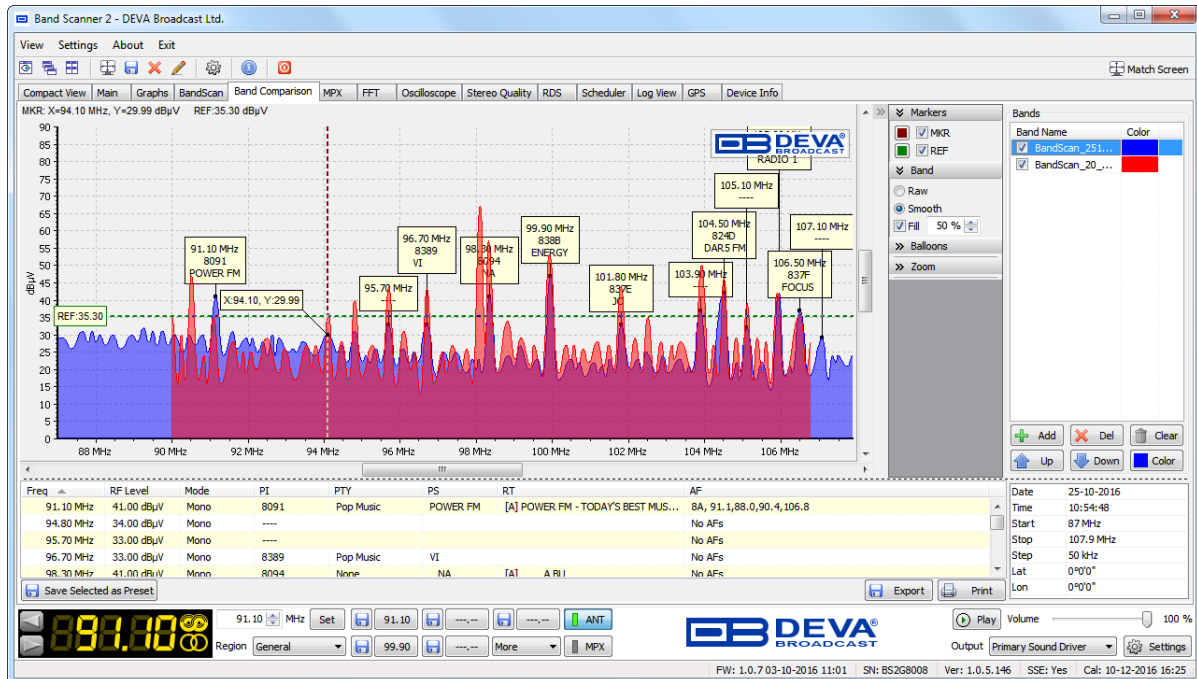 Band Scanner 2 - DEVA Broadcast Ltd.
View Settings About Exit
Match Screen
Compact View Main Graphs BandScan Band Comparison MPX FFT Oscilloscope Stereo Quality RDS Scheduler Log View GPS Device Info
MKR: X=94.10 MHz, Y=29.99 dBµV REF:35.30 dBµV
dBµV
90
85
80
75
70
65
60
55
50
45
40
35
30
25
20
15
10
5
0
88 MHz 90 MHz 92 MHz 94 MHz 96 MHz 98 MHz 100 MHz 102 MHz 104 MHz 106 MHz
REF:35.30
91.10 MHz
8091
POWER FM
X:94.10, Y:29.99
95.70 MHz
----
96.70 MHz
8389
VI
98.30 MHz
8094
NA
99.90 MHz
838B
ENERGY
101.80 MHz
837E
103.90 MHz
----
104.50 MHz
824D
DAR5 FM
105.10 MHz
----
RADIO 1
106.50 MHz
837F
FOCUS
107.10 MHz
----
DEVA
BROADCAST
Markers
MKR
REF
Band
Raw
Smooth
Fill 50 %
Balloons
Zoom
Bands
Band Name Color
BandScan_251...
BandScan_20_...
Add Del Clear
Up Down Color
Freq RF Level Mode PI PTY PS RT AF
91.10 MHz 41.00 dBµV Mono 8091 Pop Music POWER FM [A] POWER FM - TODAY'S BEST MUS... 8A, 91.1,88.0,90.4,106.8
94.80 MHz 34.00 dBµV Mono ---- No AFs
95.70 MHz 33.00 dBµV Mono ---- No AFs
96.70 MHz 33.00 dBµV Mono 8389 Pop Music VI No AFs
98.30 MHz 41.00 dBµV Mono 8094 None NA [A] A BU No AFs
Date 25-10-2016
Time 10:54:48
Start 87 MHz
Stop 107.9 MHz
Step 50 kHz
Lat 0°0'0"
Lon 0°0'0"
Save Selected as Preset
Export Print
91.10
91.10 MHz Set 91.10 ---,-- ---,-- ANT
Region General 99.90 ---,-- More MPX
DEVA®
BROADCAST
Play Volume 100 %
Output Primary Sound Driver Settings
FW: 1.0.7 03-10-2016 11:01 SN: BS2G8008 Ver: 1.0.5.146 SSE: Yes Cal: 10-12-2016 16:25